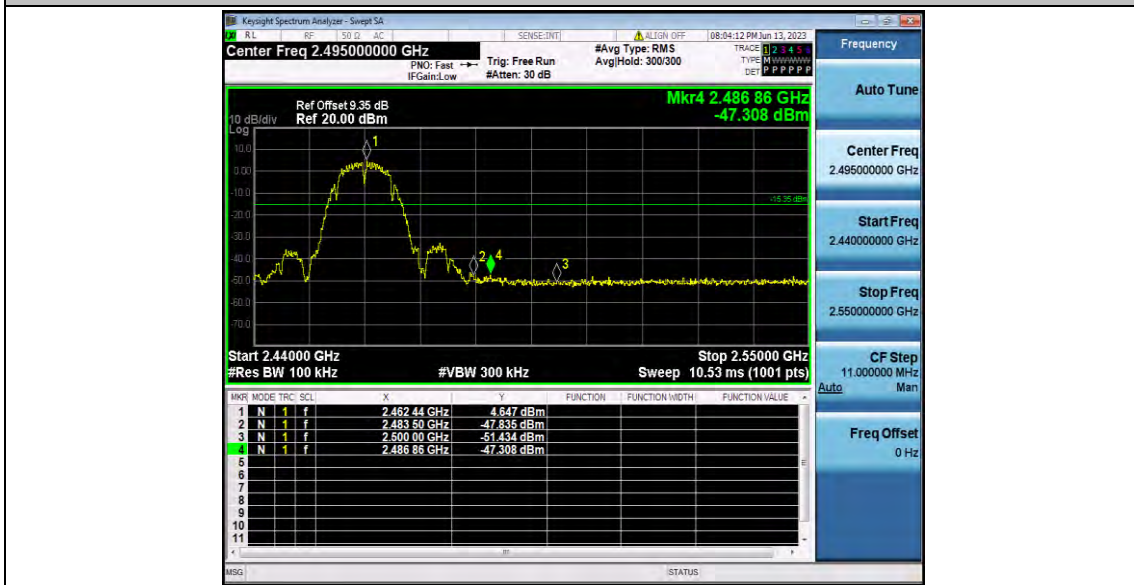 Keysight Spectrum Analyzer - Swept SA
RL RF 50 Ω AC SENSE:INT ALIGN OFF 08:04:12 PM Jun 13, 2023
Center Freq 2.495000000 GHz
PNO: Fast
IFGain:Low
Trig: Free Run
#Atten: 30 dB
#Avg Type: RMS
Avg|Hold: 300/300
TRACE 1 2 3 4 5 6
TYPE M
DET P P P P P P
Frequency
Auto Tune
Center Freq
2.495000000 GHz
Start Freq
2.440000000 GHz
Stop Freq
2.550000000 GHz
CF Step
11.000000 MHz
Auto Man
Freq Offset
0 Hz
Mkr4 2.486 86 GHz
-47.308 dBm
Ref Offset 9.35 dB
10 dB/div Ref 20.00 dBm
Log
10.0
0.00
-10.0
-20.0
-30.0
-40.0
-50.0
-60.0
-70.0
-15.35 dBm
1
2
4
3
Start 2.44000 GHz Stop 2.55000 GHz
#Res BW 100 kHz #VBW 300 kHz Sweep 10.53 ms (1001 pts)
MKR MODE TRC SCL X Y FUNCTION FUNCTION WIDTH FUNCTION VALUE
1 N 1 f 2.462 44 GHz 4.647 dBm
2 N 1 f 2.483 50 GHz -47.835 dBm
3 N 1 f 2.500 00 GHz -51.434 dBm
4 N 1 f 2.486 86 GHz -47.308 dBm
5
6
7
8
9
10
11
MSG STATUS